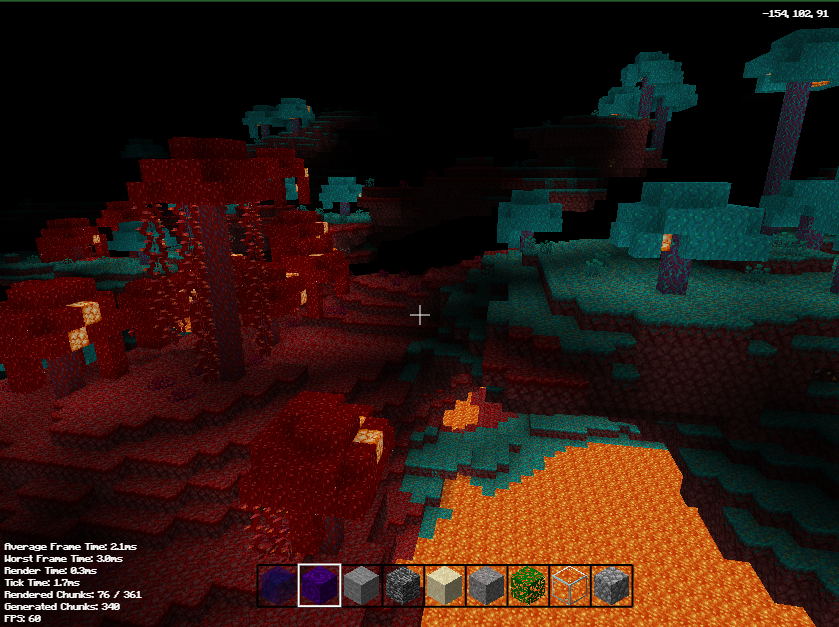 -154, 102, 91
Average Frame Time: 2.1ms
Worst Frame Time: 3.0ms
Render Time: 0.3ms
Tick Time: 1.7ms
Rendered Chunks: 76 / 361
Generated Chunks: 340
FPS: 60